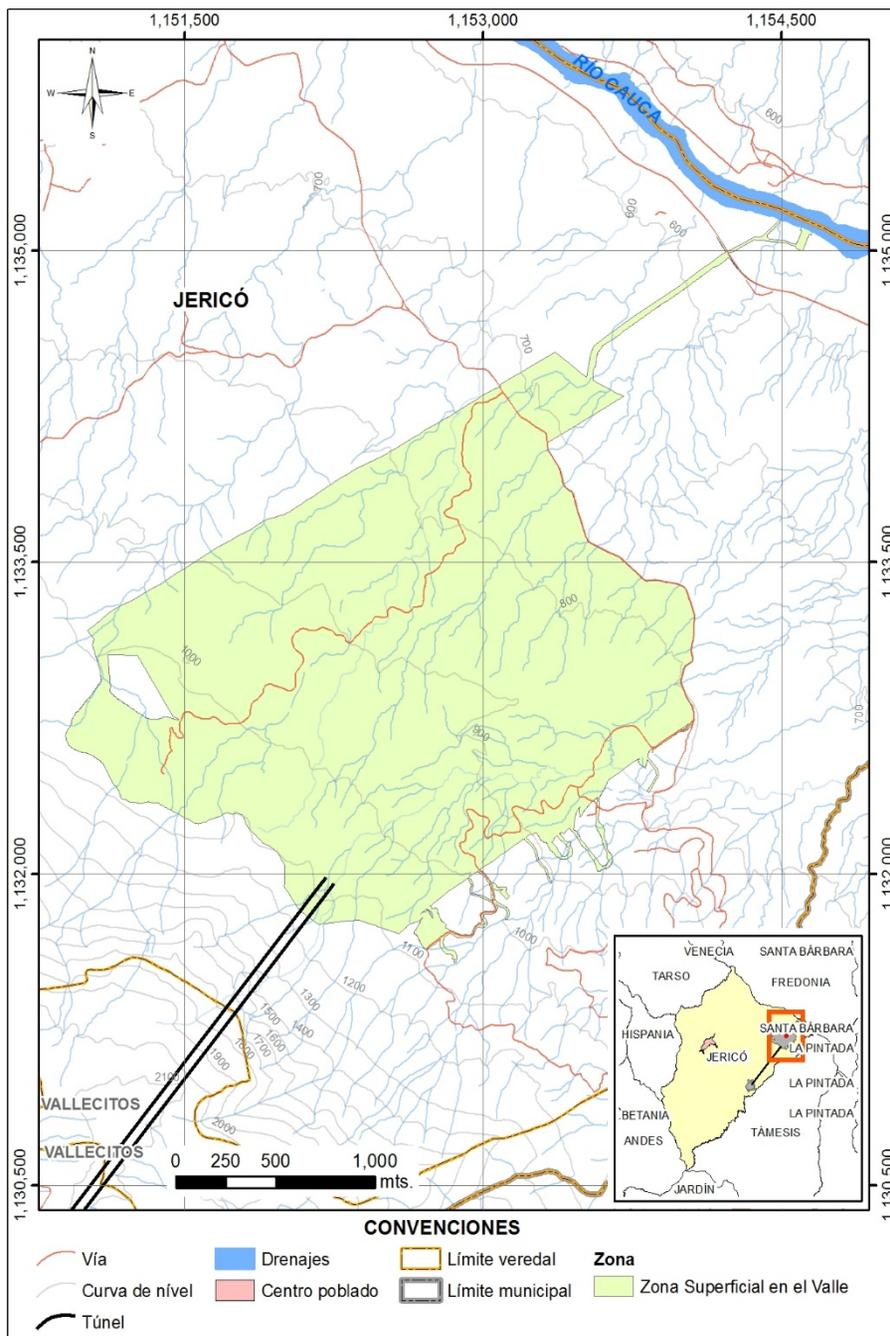 1,151,500 1,153,000 1,154,500
N
W E
S
RÍO CAUCA
600
700
600
600
1,135,000 1,135,000
JERICÓ
700
1,133,500 1,133,500
800
1000
900
700
1,132,000 1,132,000
1100
1000
1200
1300
1400
1500
1600
1700
1800
1900
2100
2000
VALLECITOS
VALLECITOS
0 250 500 1,000
mts.
1,130,500 1,130,500
VENECIA SANTA BÁRBARA
TARSO FREDONIA
HISPANIA SANTA BÁRBARA
LA PINTADA
JERICÓ
LA PINTADA
BETANIA LA PINTADA
ANDES TÁMESIS
JARDÍN
CONVENCIONES
Vía Drenajes Límite veredal Zona
Curva de nível Centro poblado Límite municipal Zona Superficial en el Valle
Túnel